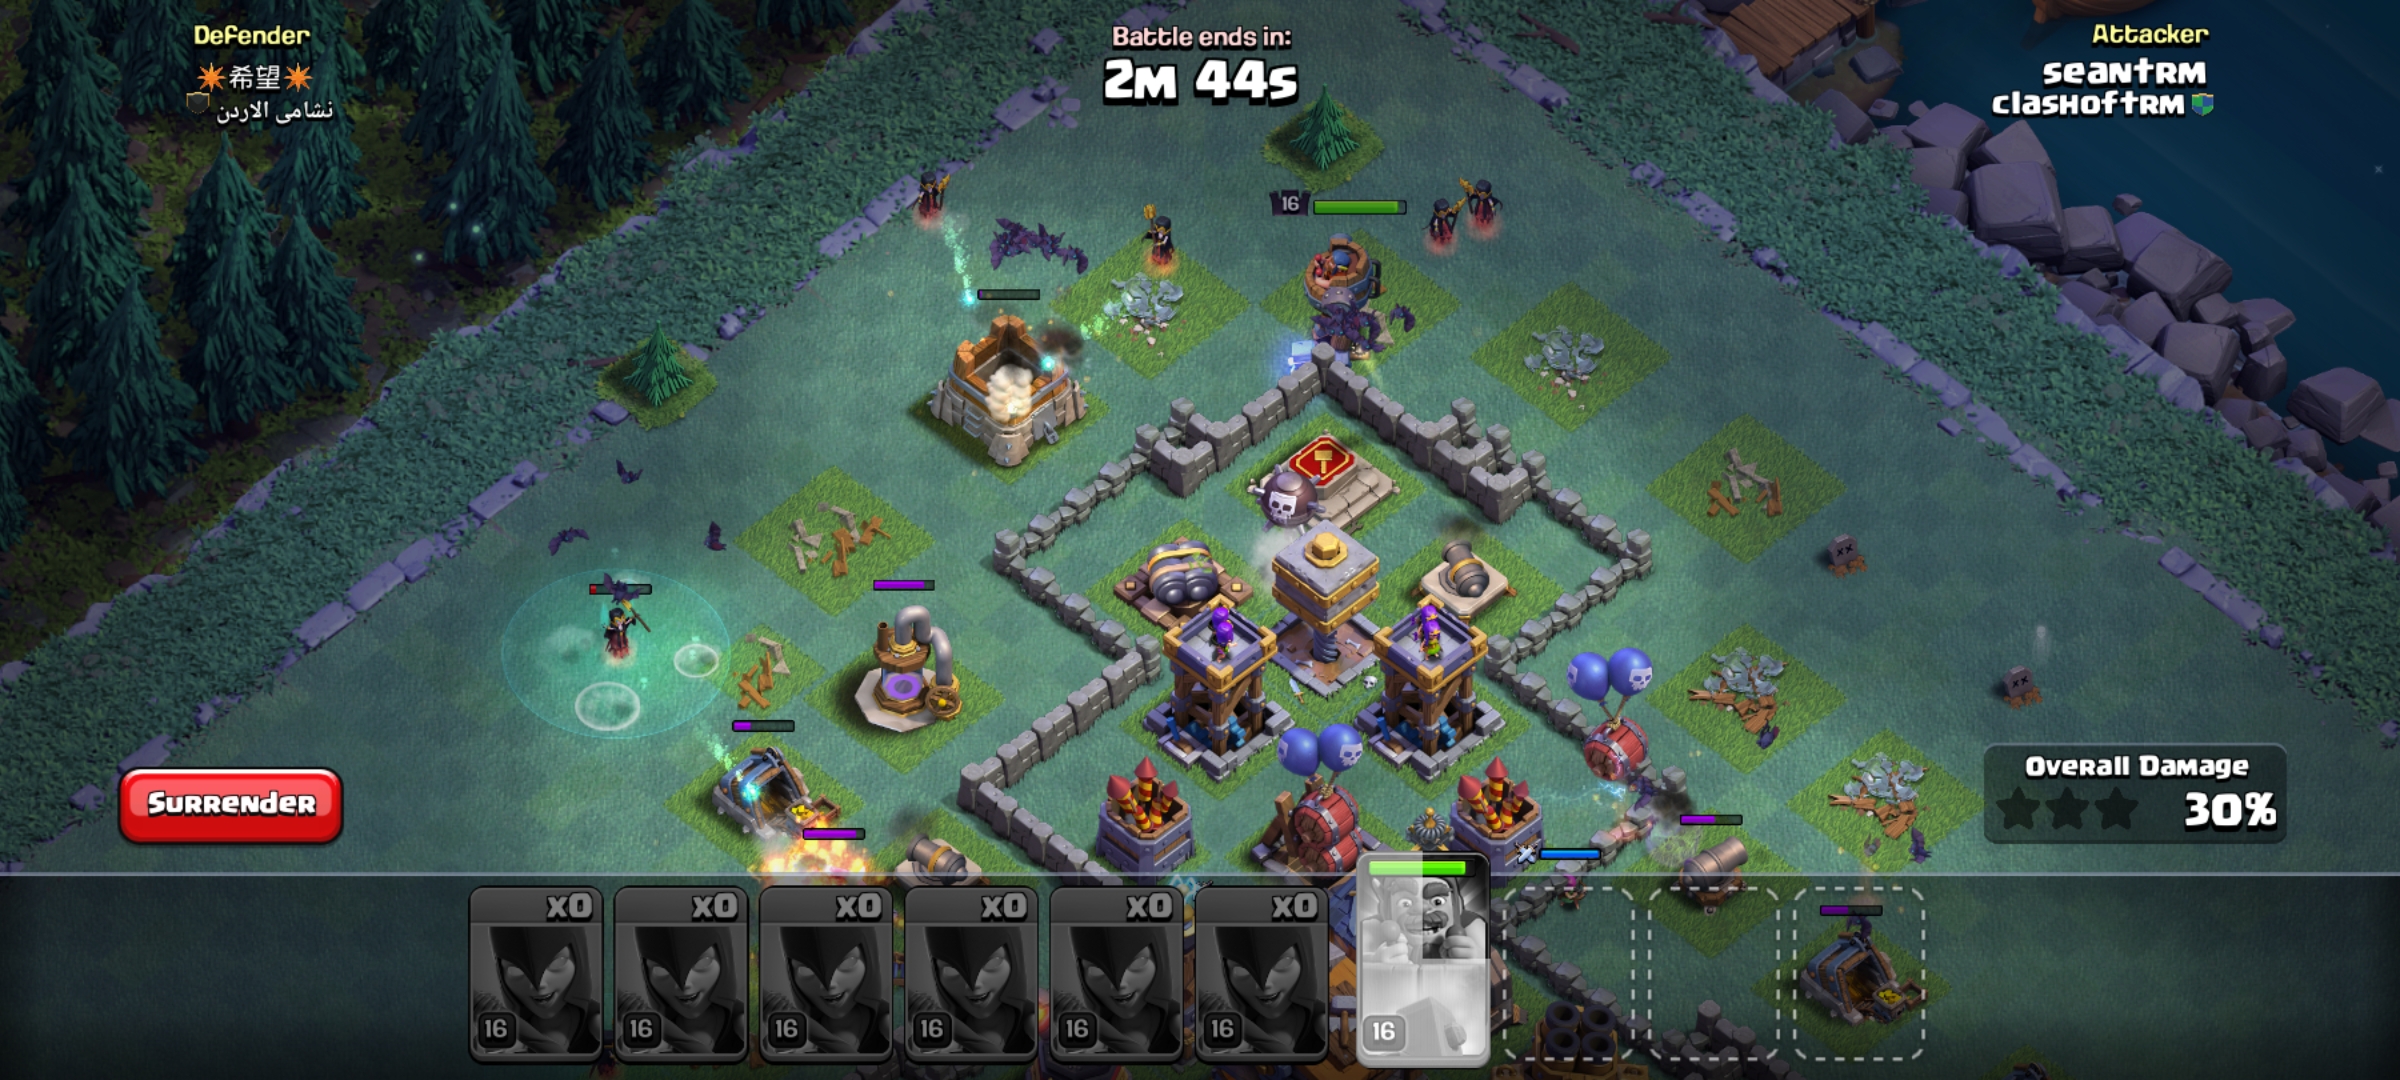 Defender
希望
نشامى الاردن
Battle ends in:
2M 44s
Attacker
seantRM
clashoftRM
16
Surrender
Overall Damage
30%
x0
x0
x0
x0
x0
x0
16
16
16
16
16
16
16